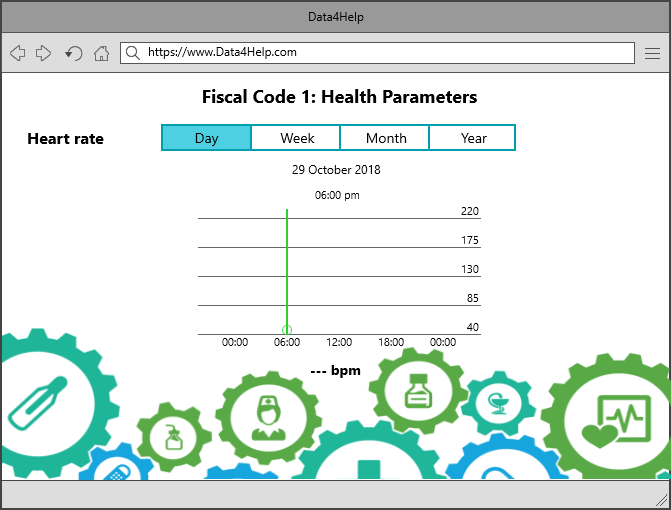 Data4Help
https://www.Data4Help.com
Fiscal Code 1: Health Parameters
Heart rate
Day Week Month Year
29 October 2018
06:00 pm
220
175
130
85
40
00:00 06:00 12:00 18:00 00:00
--- bpm